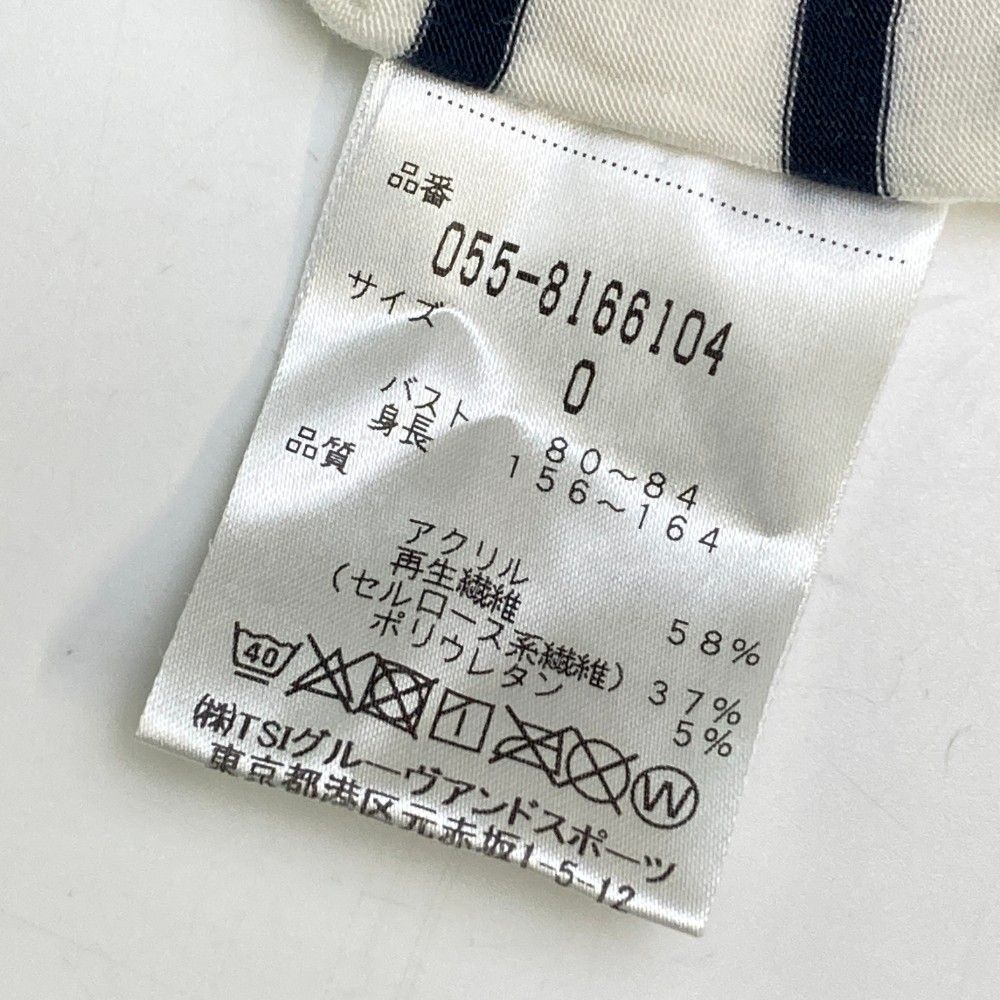 品番
055-8166104
サイズ
0
バスト 80～84
身長 156～164
品質
アクリル 58%
再生繊維
(セルロース系繊維) 37%
ポリウレタン 5%
40
W
(株)TSIグルーヴアンドスポーツ
東京都港区元赤坂1-5-12